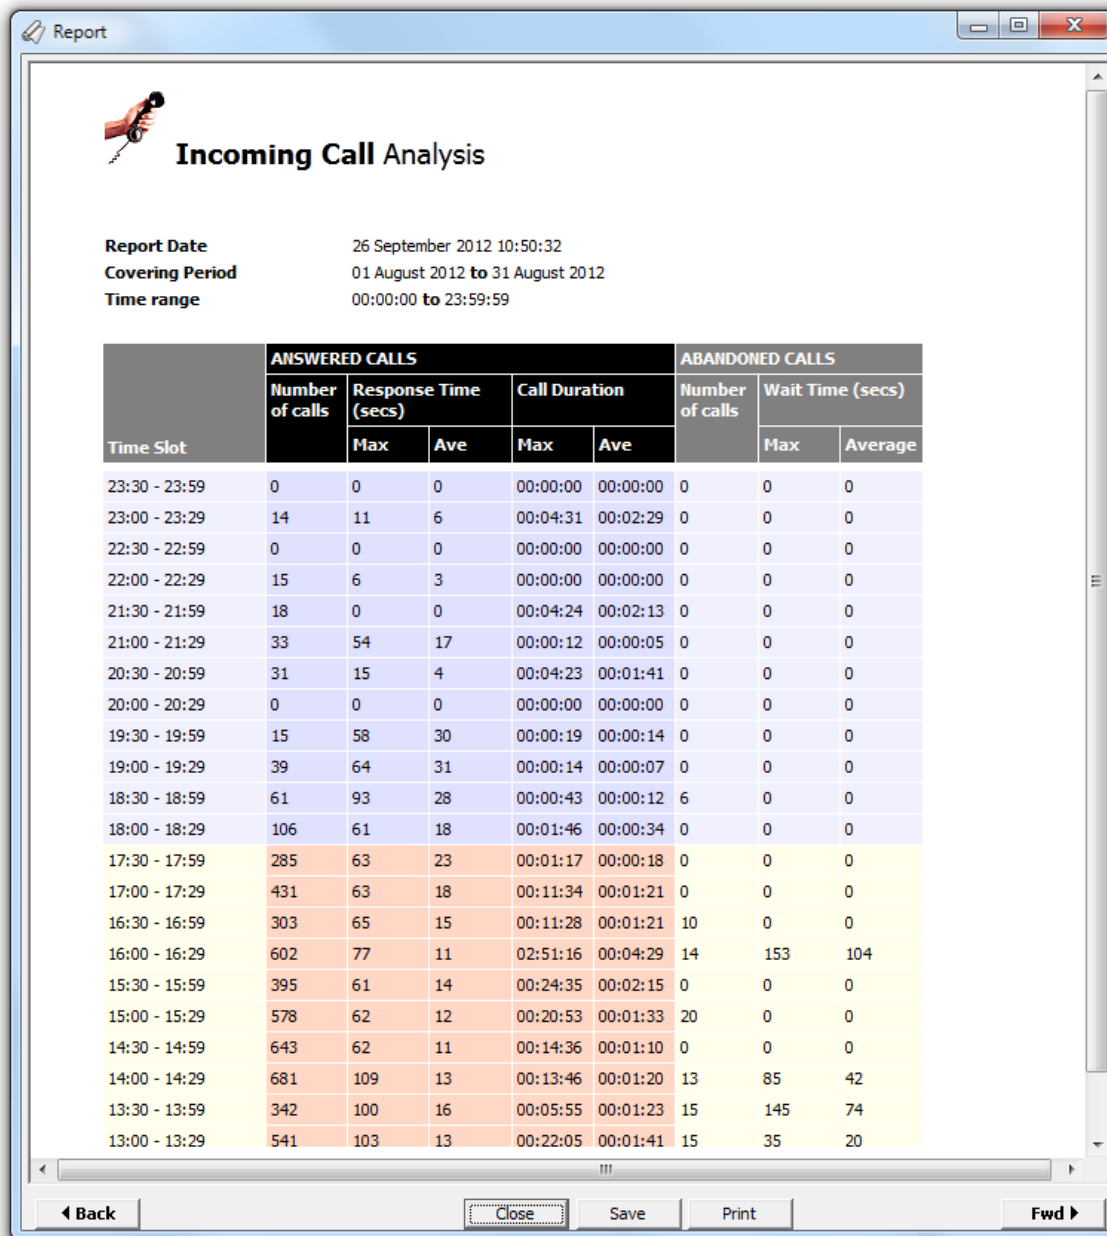 Report
Incoming Call Analysis
Report Date 26 September 2012 10:50:32
Covering Period 01 August 2012 to 31 August 2012
Time range 00:00:00 to 23:59:59
ANSWERED CALLS ABANDONED CALLS
Number of calls Response Time (secs) Call Duration Number of calls Wait Time (secs)
Time Slot Max Ave Max Ave Max Average
23:30 - 23:59 0 0 0 00:00:00 00:00:00 0 0 0
23:00 - 23:29 14 11 6 00:04:31 00:02:29 0 0 0
22:30 - 22:59 0 0 0 00:00:00 00:00:00 0 0 0
22:00 - 22:29 15 6 3 00:00:00 00:00:00 0 0 0
21:30 - 21:59 18 0 0 00:04:24 00:02:13 0 0 0
21:00 - 21:29 33 54 17 00:00:12 00:00:05 0 0 0
20:30 - 20:59 31 15 4 00:04:23 00:01:41 0 0 0
20:00 - 20:29 0 0 0 00:00:00 00:00:00 0 0 0
19:30 - 19:59 15 58 30 00:00:19 00:00:14 0 0 0
19:00 - 19:29 39 64 31 00:00:14 00:00:07 0 0 0
18:30 - 18:59 61 93 28 00:00:43 00:00:12 6 0 0
18:00 - 18:29 106 61 18 00:01:46 00:00:34 0 0 0
17:30 - 17:59 285 63 23 00:01:17 00:00:18 0 0 0
17:00 - 17:29 431 63 18 00:11:34 00:01:21 0 0 0
16:30 - 16:59 303 65 15 00:11:28 00:01:21 10 0 0
16:00 - 16:29 602 77 11 02:51:16 00:04:29 14 153 104
15:30 - 15:59 395 61 14 00:24:35 00:02:15 0 0 0
15:00 - 15:29 578 62 12 00:20:53 00:01:33 20 0 0
14:30 - 14:59 643 62 11 00:14:36 00:01:10 0 0 0
14:00 - 14:29 681 109 13 00:13:46 00:01:20 13 85 42
13:30 - 13:59 342 100 16 00:05:55 00:01:23 15 145 74
13:00 - 13:29 541 103 13 00:22:05 00:01:41 15 35 20
Back Close Save Print Fwd